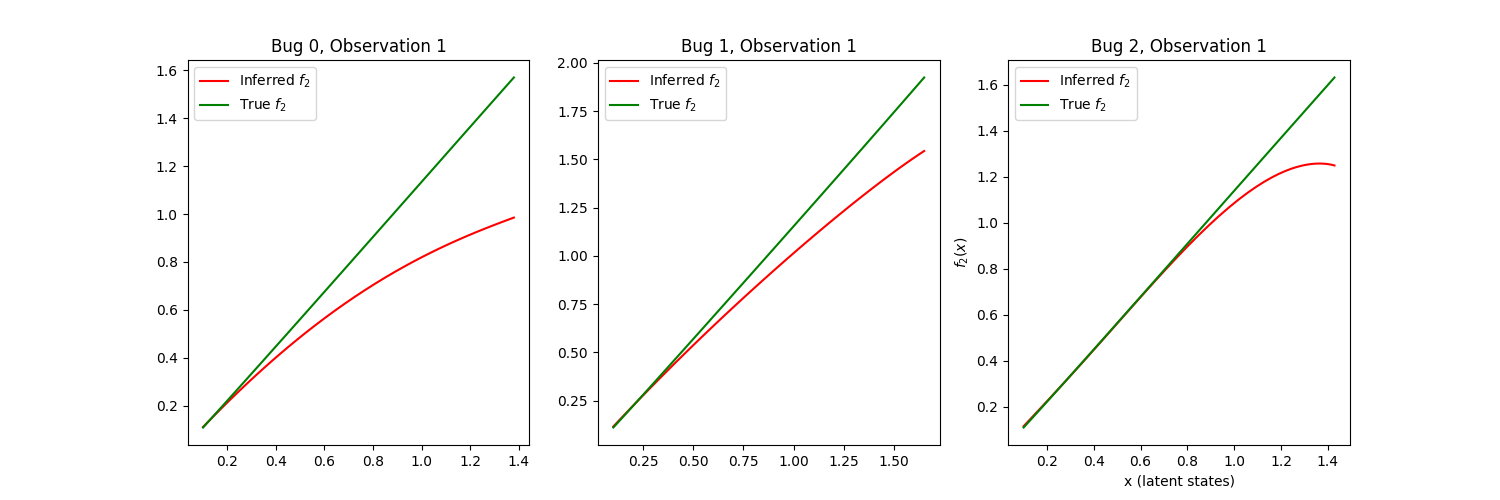 Bug 0, Observation 1
Inferred f₂
True f₂
1.6
1.4
1.2
1.0
0.8
0.6
0.4
0.2
0.2 0.4 0.6 0.8 1.0 1.2 1.4
Bug 1, Observation 1
Inferred f₂
True f₂
2.00
1.75
1.50
1.25
1.00
0.75
0.50
0.25
0.25 0.50 0.75 1.00 1.25 1.50
Bug 2, Observation 1
Inferred f₂
True f₂
f₂(x)
1.6
1.4
1.2
1.0
0.8
0.6
0.4
0.2
0.2 0.4 0.6 0.8 1.0 1.2 1.4
x (latent states)